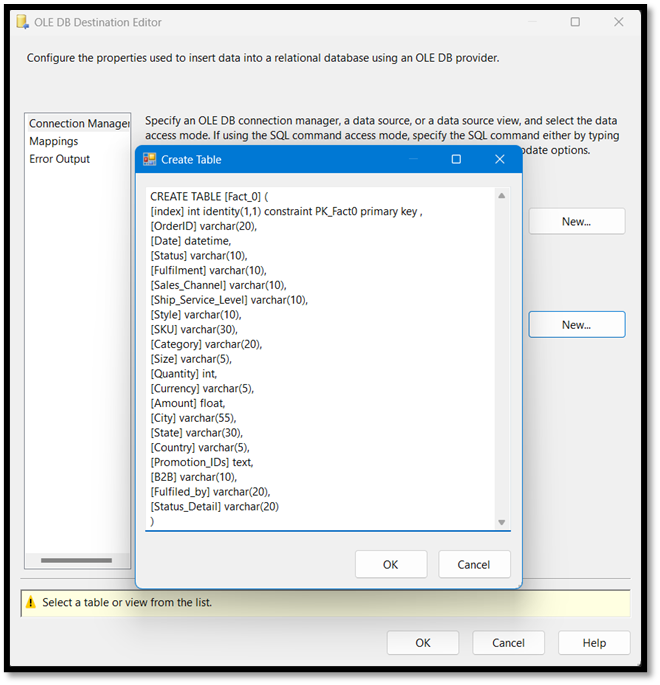 OLE DB Destination Editor
Configure the properties used to insert data into a relational database using an OLE DB provider.
Connection Manager
Mappings
Error Output
Specify an OLE DB connection manager, a data source, or a data source view, and select the data
access mode. If using the SQL command access mode, specify the SQL command either by typing
pdate options.
New...
New...
Create Table
CREATE TABLE [Fact_0] (
[index] int identity(1,1) constraint PK_Fact0 primary key ,
[OrderID] varchar(20),
[Date] datetime,
[Status] varchar(10),
[Fulfilment] varchar(10),
[Sales_Channel] varchar(10),
[Ship_Service_Level] varchar(10),
[Style] varchar(10),
[SKU] varchar(30),
[Category] varchar(20),
[Size] varchar(5),
[Quantity] int,
[Currency] varchar(5),
[Amount] float,
[City] varchar(55),
[State] varchar(30),
[Country] varchar(5),
[Promotion_IDs] text,
[B2B] varchar(10),
[Fulfiled_by] varchar(20),
[Status_Detail] varchar(20)
)
OK
Cancel
Select a table or view from the list.
OK
Cancel
Help